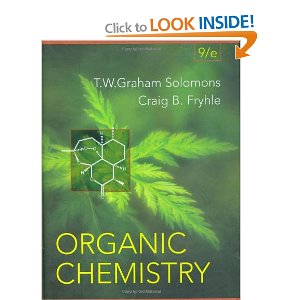 Click to LOOK INSIDE!
9/e
T.W.Graham Solomons
Craig B. Fryhle
ORGANIC
CHEMISTRY